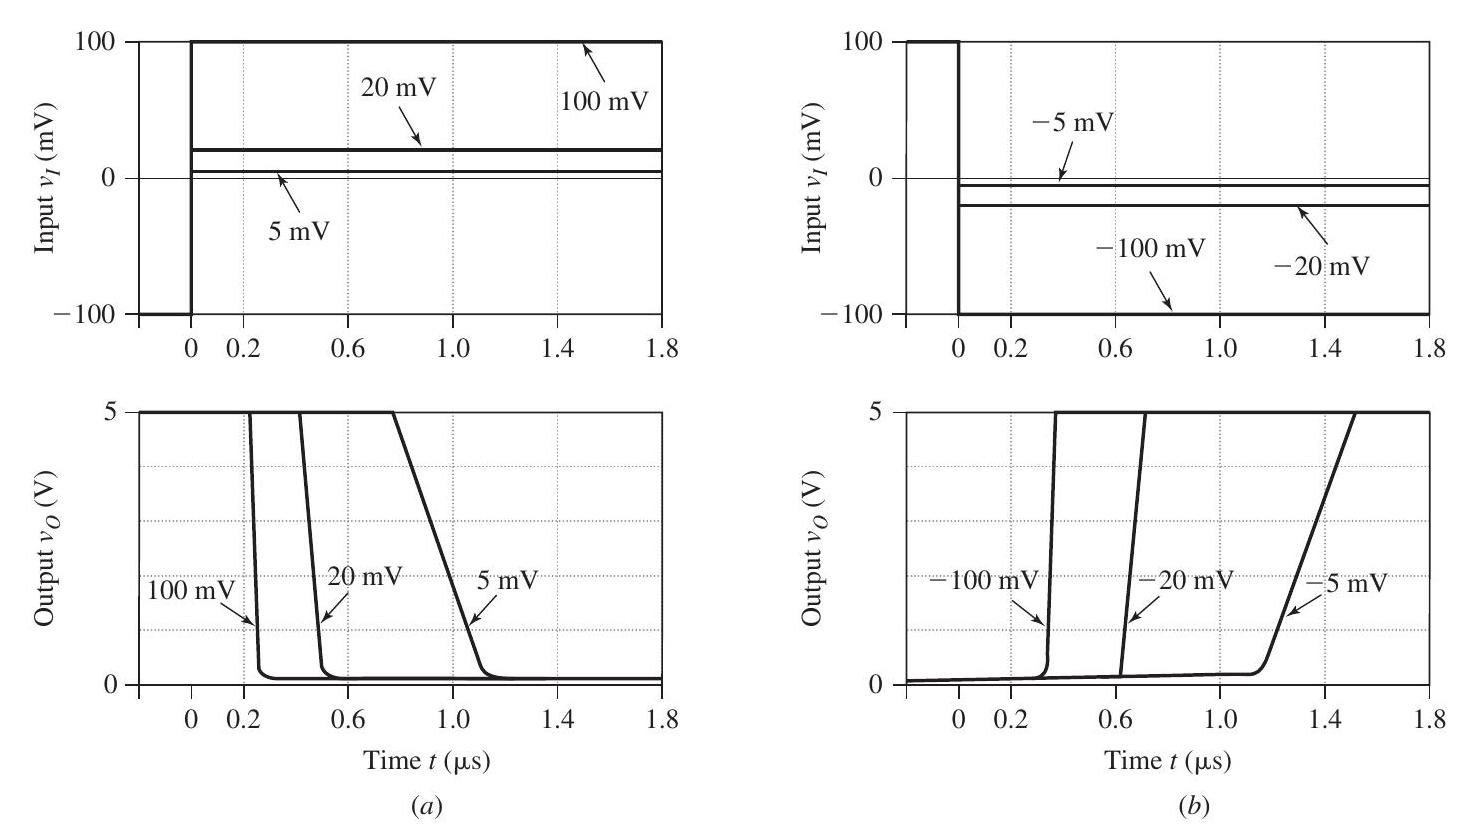 100
20 mV
100 mV
Input v_I (mV)
0
5 mV
−100
0 0.2 0.6 1.0 1.4 1.8
5
Output v_O (V)
100 mV
20 mV
5 mV
0
0 0.2 0.6 1.0 1.4 1.8
Time t (μs)
(a)
100
−5 mV
Input v_I (mV)
0
−100 mV
−20 mV
−100
0 0.2 0.6 1.0 1.4 1.8
5
Output v_O (V)
−100 mV
−20 mV
−5 mV
0
0 0.2 0.6 1.0 1.4 1.8
Time t (μs)
(b)